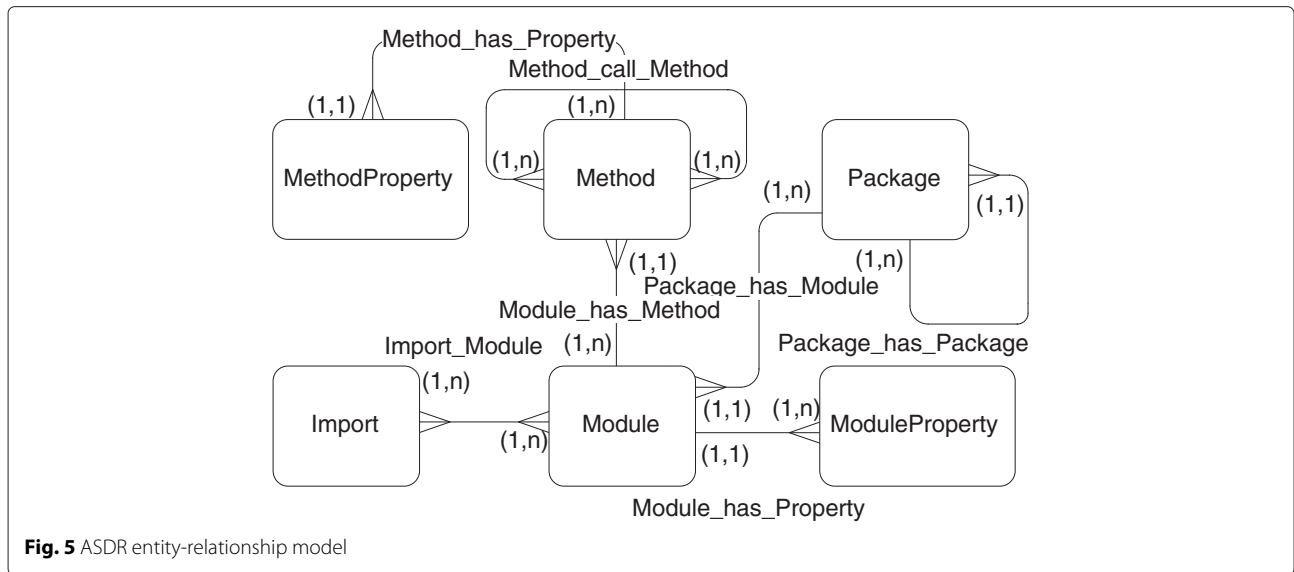 Method_has_Property
Method_call_Method
(1,1)
(1,n)
MethodProperty
(1,n)
Method
(1,n)
(1,n)
Package
(1,1)
(1,1)
(1,n)
Package_has_Module
Module_has_Method
Import_Module
(1,n)
Package_has_Package
(1,n)
Import
(1,n)
Module
(1,1)
(1,n)
ModuleProperty
(1,1)
Module_has_Property
Fig. 5 ASDR entity-relationship model